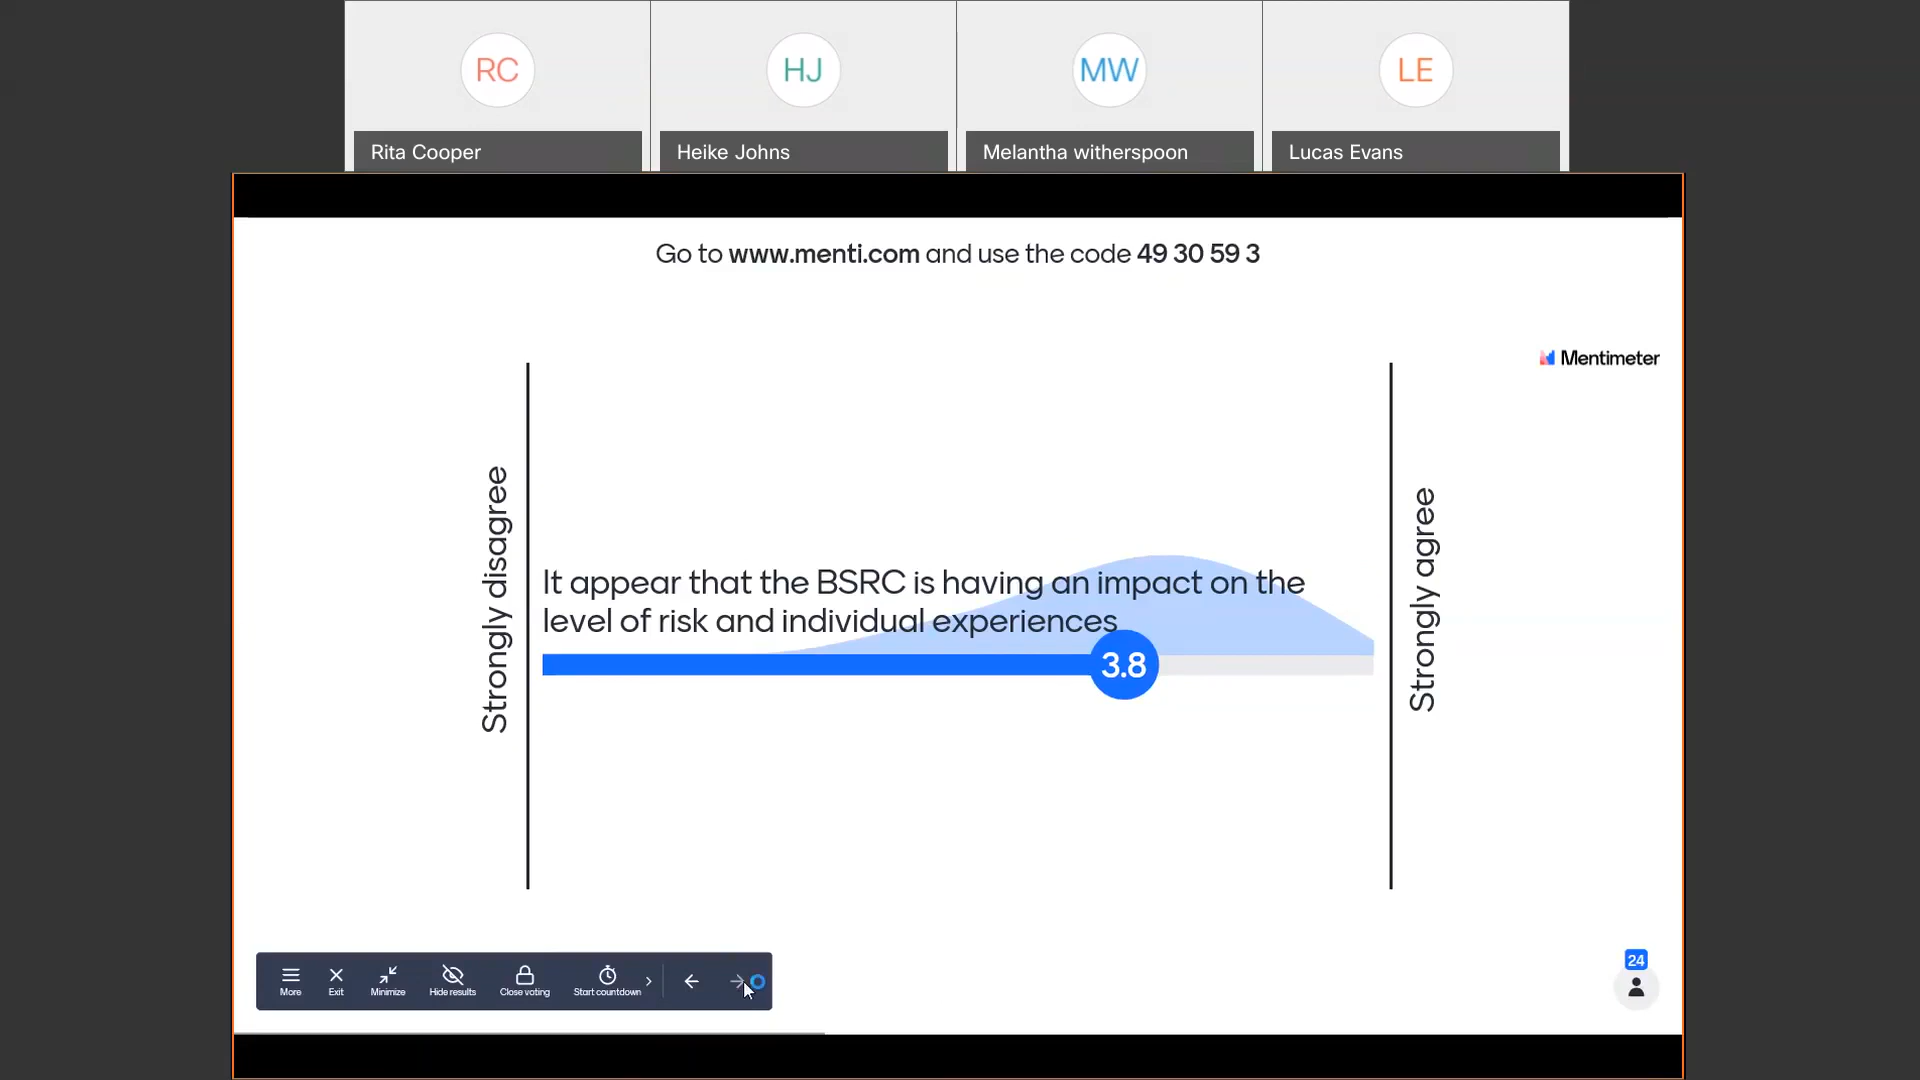 RC
HJ
MW
LE
Rita Cooper
Heike Johns
Melantha witherspoon
Lucas Evans
Go to www.menti.com and use the code 49 30 59 3
Mentimeter
Strongly disagree
It appear that the BSRC is having an impact on the
level of risk and individual experiences
3.8
Strongly agree
24
More
Exit
Minimize
Hide results
Close voting
Start countdown